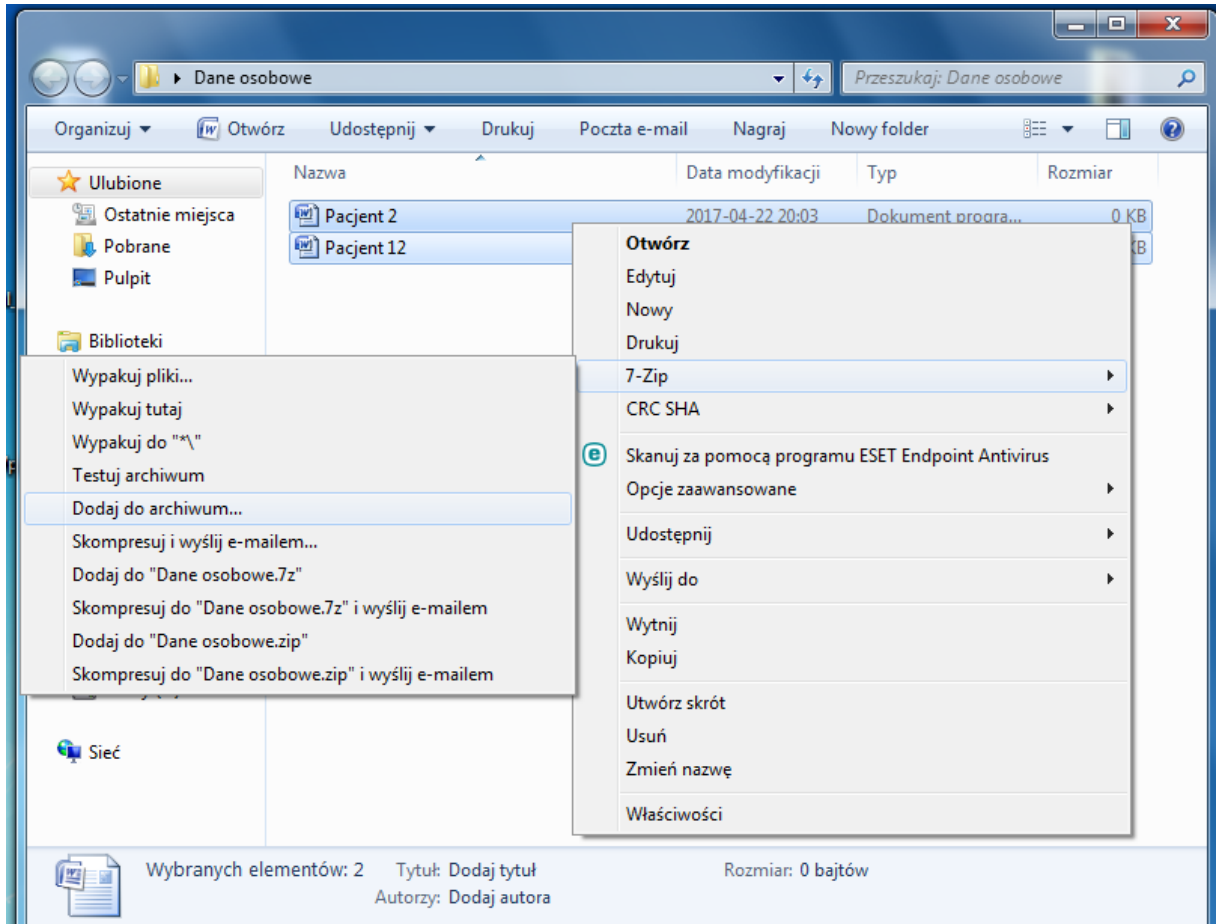 Dane osobowe
Przeszukaj: Dane osobowe
Organizuj
Otwórz
Udostępnij
Drukuj
Poczta e-mail
Nagraj
Nowy folder
Nazwa
Data modyfikacji
Typ
Rozmiar
Ulubione
Ostatnie miejsca
Pobrane
Pulpit
Biblioteki
Sieć
Pacjent 2
2017-04-22 20:03
Dokument progra...
0 KB
Pacjent 12
KB
Otwórz
Edytuj
Nowy
Drukuj
7-Zip
CRC SHA
Skanuj za pomocą programu ESET Endpoint Antivirus
Opcje zaawansowane
Udostępnij
Wyślij do
Wytnij
Kopiuj
Utwórz skrót
Usuń
Zmień nazwę
Właściwości
Wypakuj pliki...
Wypakuj tutaj
Wypakuj do "*\"
Testuj archiwum
Dodaj do archiwum...
Skompresuj i wyślij e-mailem...
Dodaj do "Dane osobowe.7z"
Skompresuj do "Dane osobowe.7z" i wyślij e-mailem
Dodaj do "Dane osobowe.zip"
Skompresuj do "Dane osobowe.zip" i wyślij e-mailem
Wybranych elementów: 2
Tytuł: Dodaj tytuł
Rozmiar: 0 bajtów
Autorzy: Dodaj autora